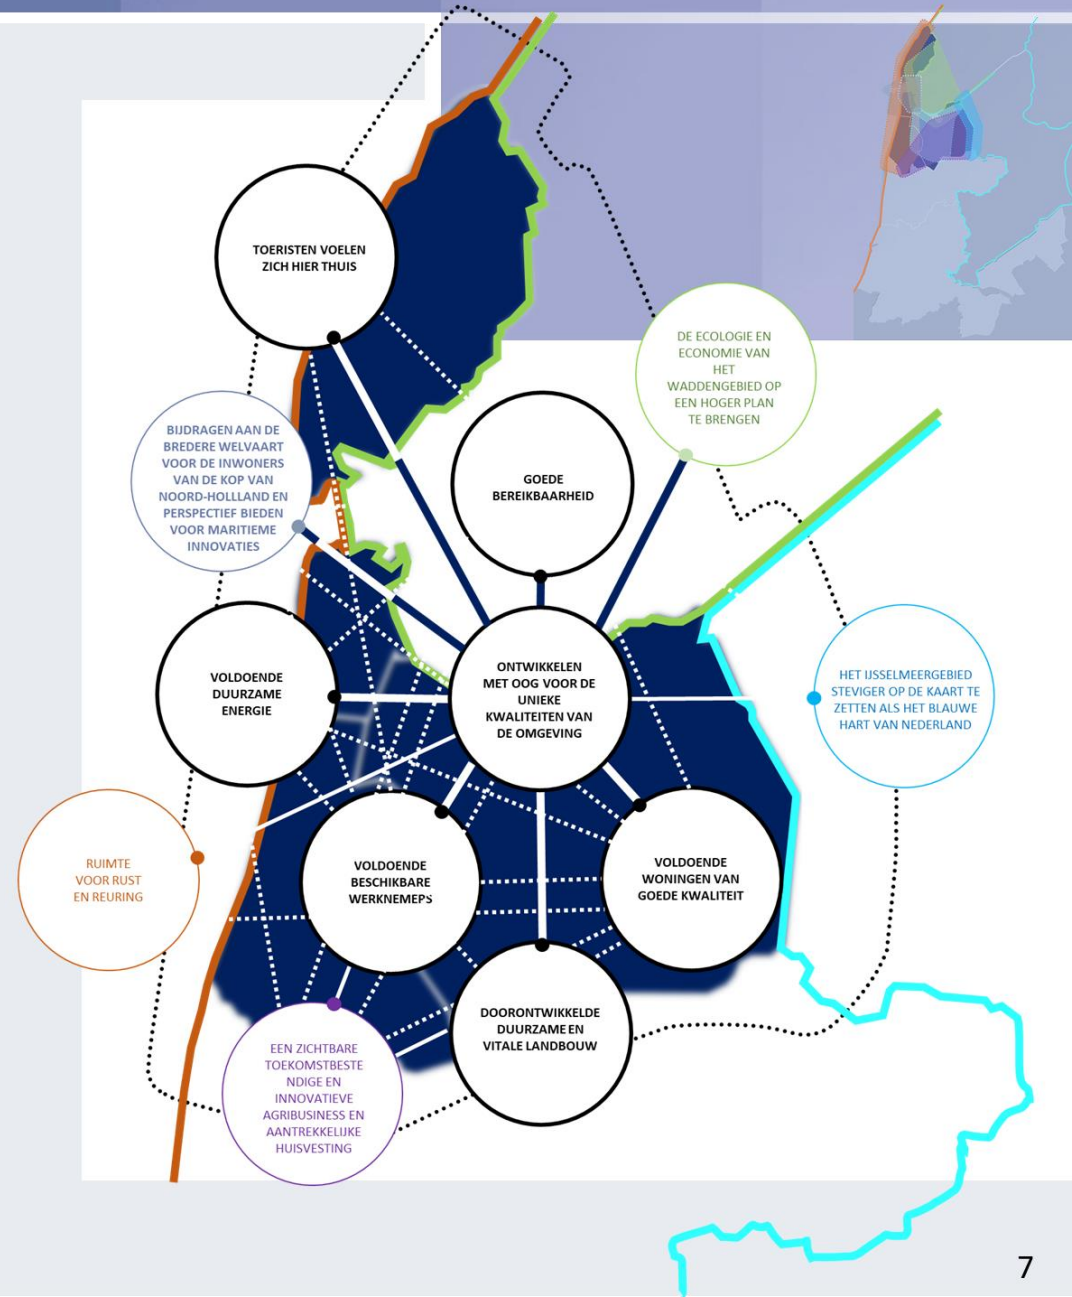 TOERISTEN VOELEN
ZICH HIER THUIS
DE ECOLOGIE EN
ECONOMIE VAN
HET
WADDENGEBIED OP
EEN HOGER PLAN
TE BRENGEN
BIJDRAGEN AAN DE
BREDERE WELVAART
VOOR DE INWONERS
VAN DE KOP VAN
NOORD-HOLLLAND EN
PERSPECTIEF BIEDEN
VOOR MARITIEME
INNOVATIES
GOEDE
BEREIKBAARHEID
VOLDOENDE
DUURZAME
ENERGIE
ONTWIKKELEN
MET OOG VOOR DE
UNIEKE
KWALITEITEN VAN
DE OMGEVING
HET IJSSELMEERGEBIED
STEVIGER OP DE KAART TE
ZETTEN ALS HET BLAUWE
HART VAN NEDERLAND
RUIMTE
VOOR RUST
EN REURING
VOLDOENDE
BESCHIKBARE
WERKNEMEPS
VOLDOENDE
WONINGEN VAN
GOEDE KWALITEIT
DOORONTWIKKELDE
DUURZAME EN
VITALE LANDBOUW
EEN ZICHTBARE
TOEKOMSTBESTE
NDIGE EN
INNOVATIEVE
AGRIBUSINESS EN
AANTREKKELIJKE
HUISVESTING
7